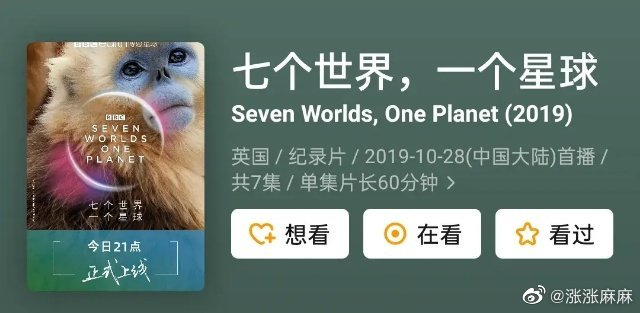 七个世界，一个星球
Seven Worlds, One Planet (2019)
英国 / 纪录片 / 2019-10-28(中国大陆)首播 /
共7集 / 单集片长60分钟 >
想看
在看
看过
BBC
SEVEN
WORLDS
ONE
PLANET
七个世界
一个星球
今日21点
正式上线
@涨涨麻麻